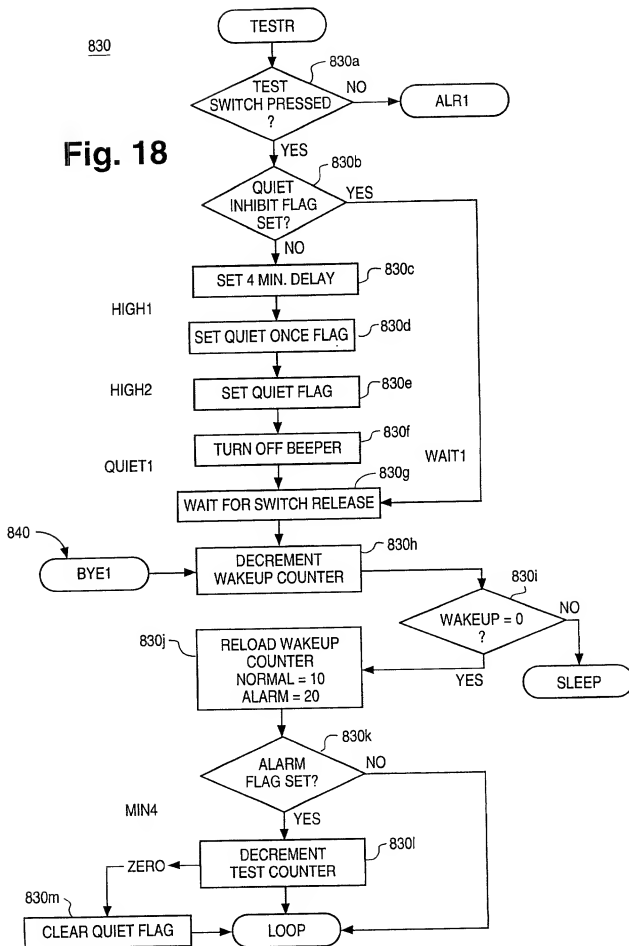 TESTR
830
830a
TEST
SWITCH PRESSED
?
NO
ALR1
YES
Fig. 18
830b
QUIET
INHIBIT FLAG
SET?
YES
NO
SET 4 MIN. DELAY
830c
HIGH1
SET QUIET ONCE FLAG
830d
HIGH2
SET QUIET FLAG
830e
TURN OFF BEEPER
830f
QUIET1
WAIT1
830g
WAIT FOR SWITCH RELEASE
840
BYE1
830h
DECREMENT
WAKEUP COUNTER
830i
WAKEUP = 0
?
NO
YES
SLEEP
830j
RELOAD WAKEUP
COUNTER
NORMAL = 10
ALARM = 20
830k
ALARM
FLAG SET?
NO
YES
MIN4
830l
DECREMENT
TEST COUNTER
ZERO
830m
CLEAR QUIET FLAG
LOOP